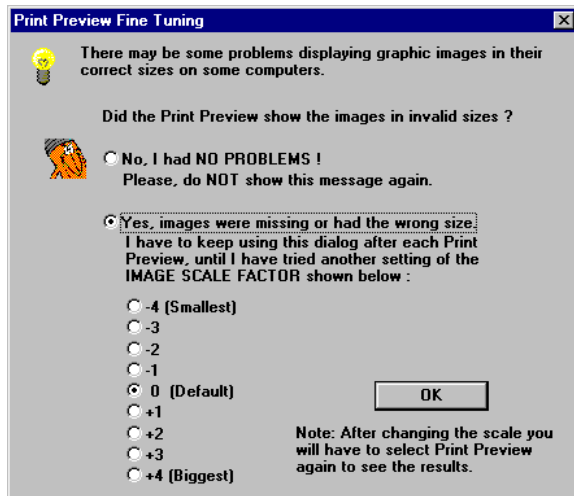 Print Preview Fine Tuning
There may be some problems displaying graphic images in their
correct sizes on some computers.
Did the Print Preview show the images in invalid sizes ?
No, I had NO PROBLEMS !
Please, do NOT show this message again.
Yes, images were missing or had the wrong size.
I have to keep using this dialog after each Print
Preview, until I have tried another setting of the
IMAGE SCALE FACTOR shown below :
-4 (Smallest)
-3
-2
-1
0 (Default)
+1
+2
+3
+4 (Biggest)
OK
Note: After changing the scale you
will have to select Print Preview
again to see the results.